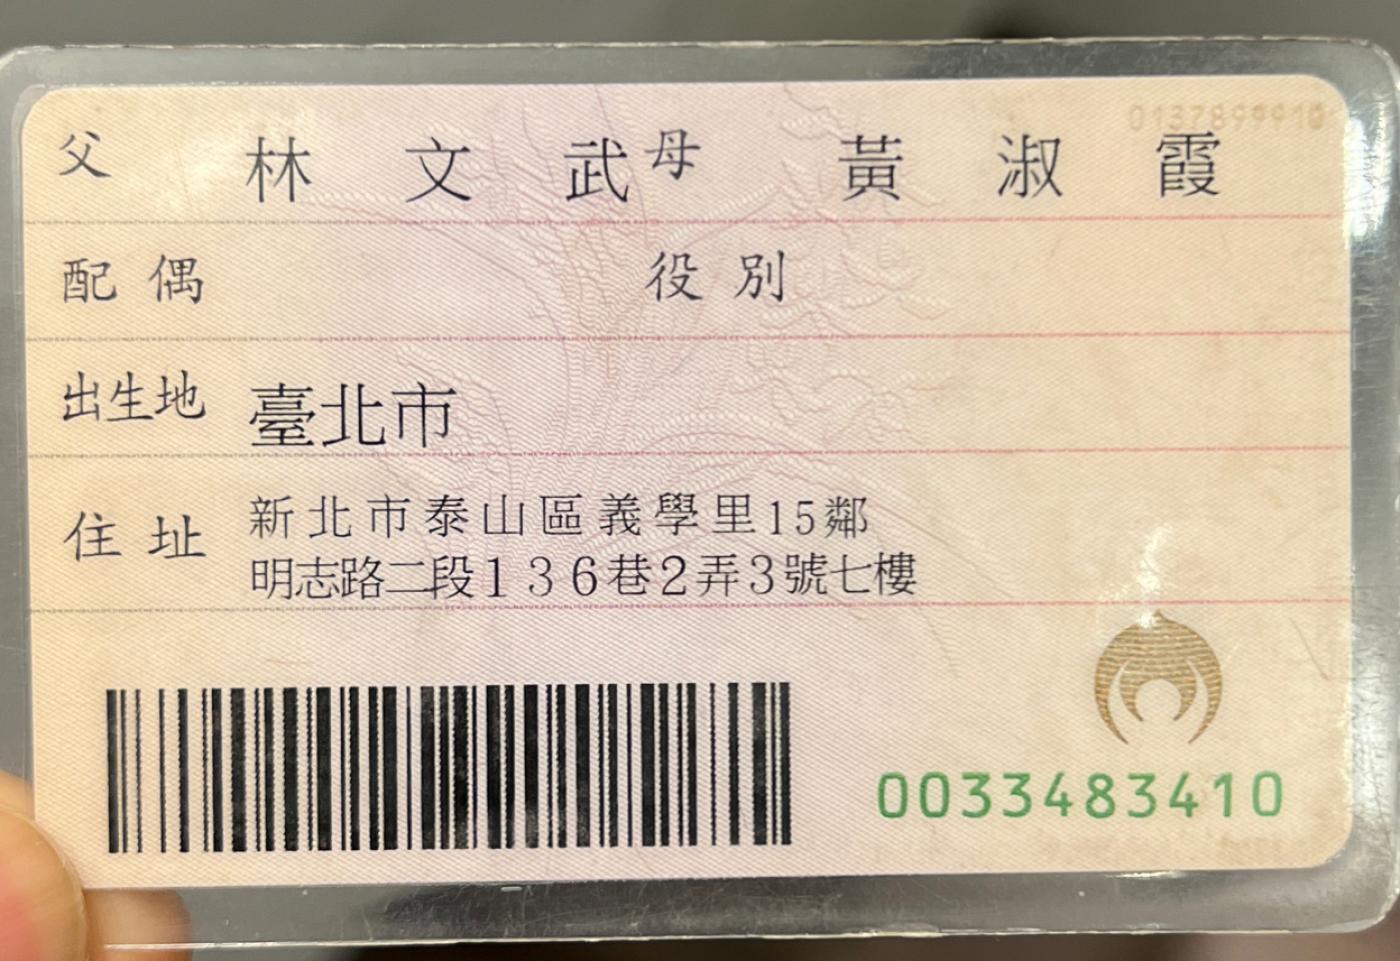 0137899910
父 林文武 母 黃淑霞
配偶 役別
出生地 臺北市
住址 新北市泰山區義學里15鄰
明志路二段136巷2弄3號七樓
0033483410